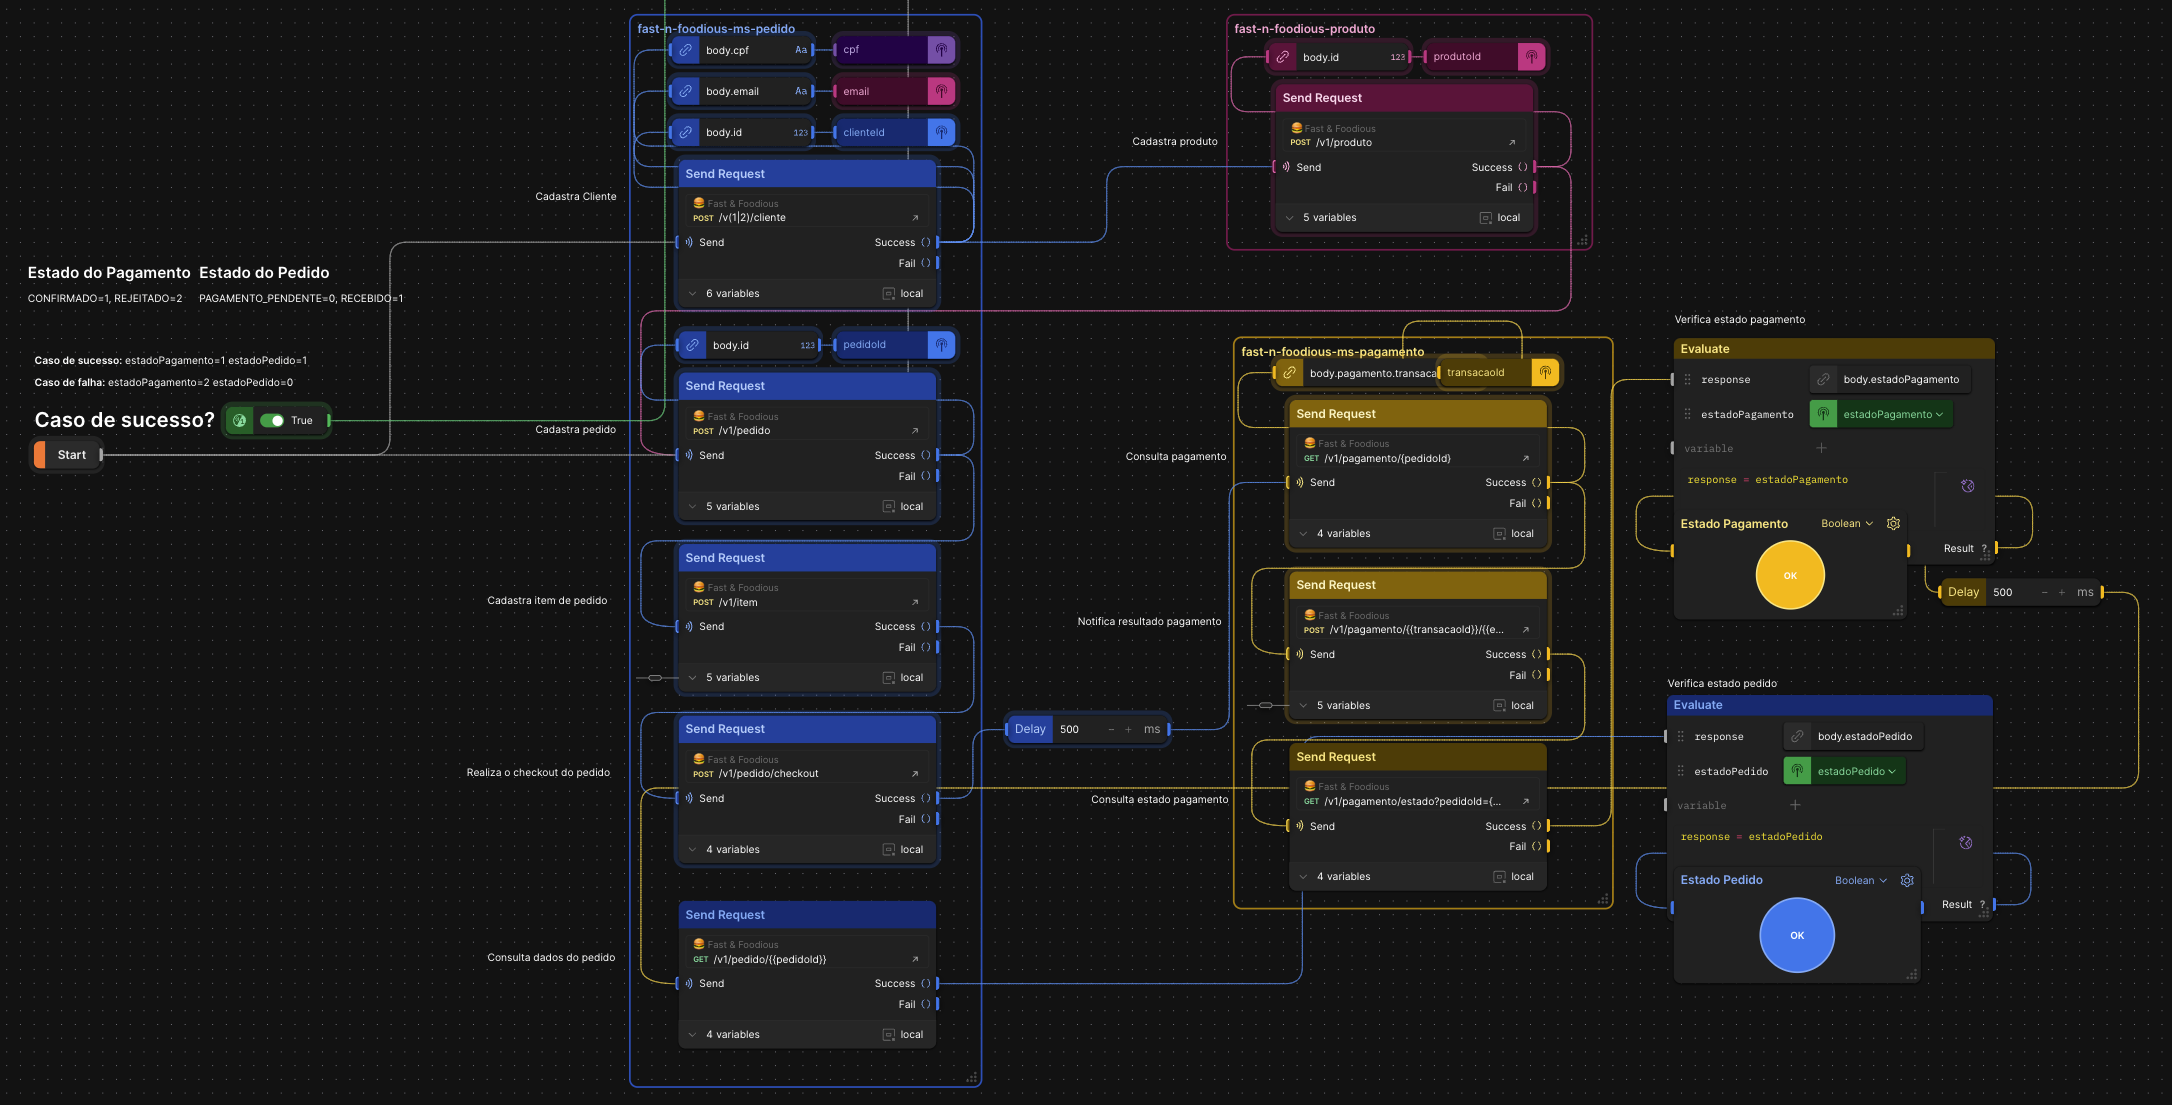 Estado do Pagamento Estado do Pedido
CONFIRMADO=1, REJEITADO=2 PAGAMENTO_PENDENTE=0, RECEBIDO=1
Caso de sucesso: estadoPagamento=1 estadoPedido=1
Caso de falha: estadoPagamento=2 estadoPedido=0
Caso de sucesso? True
Start
Cadastra Cliente
Cadastra pedido
Cadastra item de pedido
Realiza o checkout do pedido
Consulta dados do pedido
fast-n-foodious-ms-pedido
body.cpf Aa cpf
body.email Aa email
body.id 123 clienteId
Send Request
Fast & Foodious
POST /v(1|2)/cliente
Send Success ()
Fail ()
6 variables local
body.id 123 pedidoId
Send Request
Fast & Foodious
POST /v1/pedido
Send Success ()
Fail ()
5 variables local
Send Request
Fast & Foodious
POST /v1/item
Send Success ()
Fail ()
5 variables local
Send Request
Fast & Foodious
POST /v1/pedido/checkout
Send Success ()
Fail ()
4 variables local
Send Request
Fast & Foodious
GET /v1/pedido/{{pedidoId}}
Send Success ()
Fail ()
4 variables local
Delay 500 − + ms
Cadastra produto
fast-n-foodious-produto
body.id 123 produtoId
Send Request
Fast & Foodious
POST /v1/produto
Send Success ()
Fail ()
5 variables local
Consulta pagamento
Notifica resultado pagamento
Consulta estado pagamento
fast-n-foodious-ms-pagamento
body.pagamento.transaca transacaoId
Send Request
Fast & Foodious
GET /v1/pagamento/{pedidoId}
Send Success ()
Fail ()
4 variables local
Send Request
Fast & Foodious
POST /v1/pagamento/{{transacaoId}}/{{e...
Send Success ()
Fail ()
5 variables local
Send Request
Fast & Foodious
GET /v1/pagamento/estado?pedidoId={...
Send Success ()
Fail ()
4 variables local
Verifica estado pagamento
Evaluate
response body.estadoPagamento
estadoPagamento estadoPagamento
variable +
response = estadoPagamento
Estado Pagamento Boolean
OK
Result ?
Delay 500 − + ms
Verifica estado pedido
Evaluate
response body.estadoPedido
estadoPedido estadoPedido
variable +
response = estadoPedido
Estado Pedido Boolean
OK
Result ?